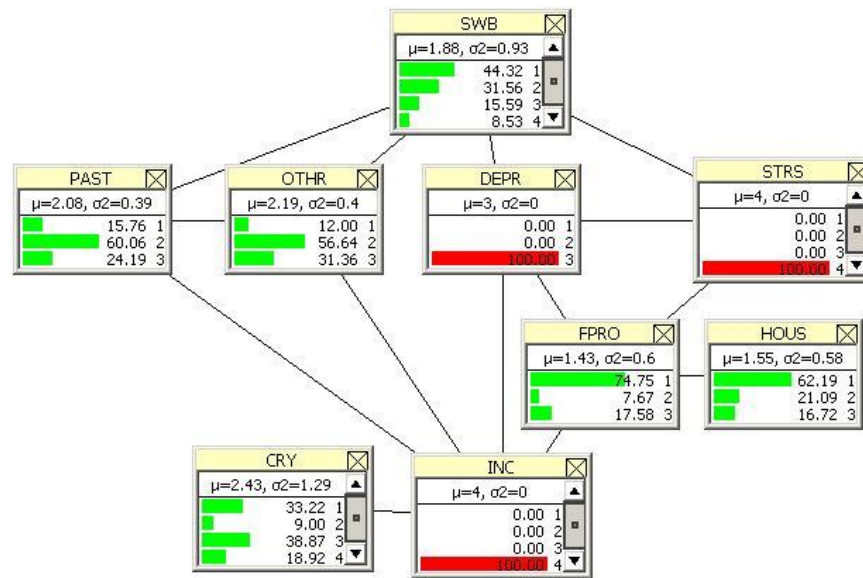 SWB
μ=1.88, σ2=0.93
44.32 1
31.56 2
15.59 3
8.53 4
PAST
μ=2.08, σ2=0.39
15.76 1
60.06 2
24.19 3
OTHR
μ=2.19, σ2=0.4
12.00 1
56.64 2
31.36 3
DEPR
μ=3, σ2=0
0.00 1
0.00 2
100.00 3
STRS
μ=4, σ2=0
0.00 1
0.00 2
0.00 3
100.00 4
FPRO
μ=1.43, σ2=0.6
74.75 1
7.67 2
17.58 3
HOUS
μ=1.55, σ2=0.58
62.19 1
21.09 2
16.72 3
CRY
μ=2.43, σ2=1.29
33.22 1
9.00 2
38.87 3
18.92 4
INC
μ=4, σ2=0
0.00 1
0.00 2
0.00 3
100.00 4